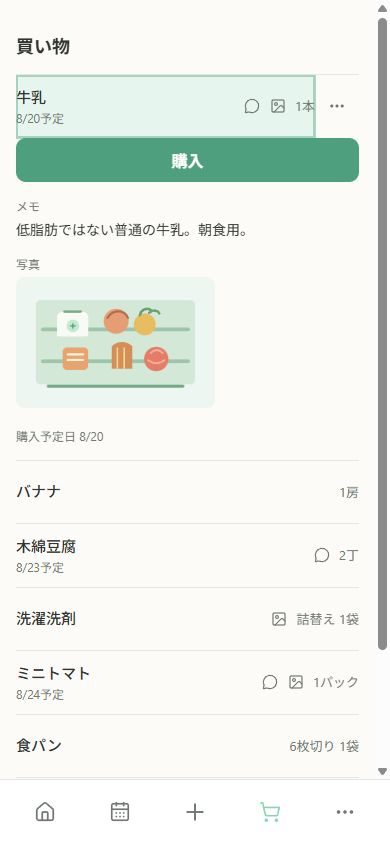 買い物
牛乳
8/20予定
1本
購入
メモ
低脂肪ではない普通の牛乳。朝食用。
写真
購入予定日 8/20
バナナ
1房
木綿豆腐
8/23予定
2丁
洗濯洗剤
詰替え 1袋
ミニトマト
8/24予定
1パック
食パン
6枚切り 1袋